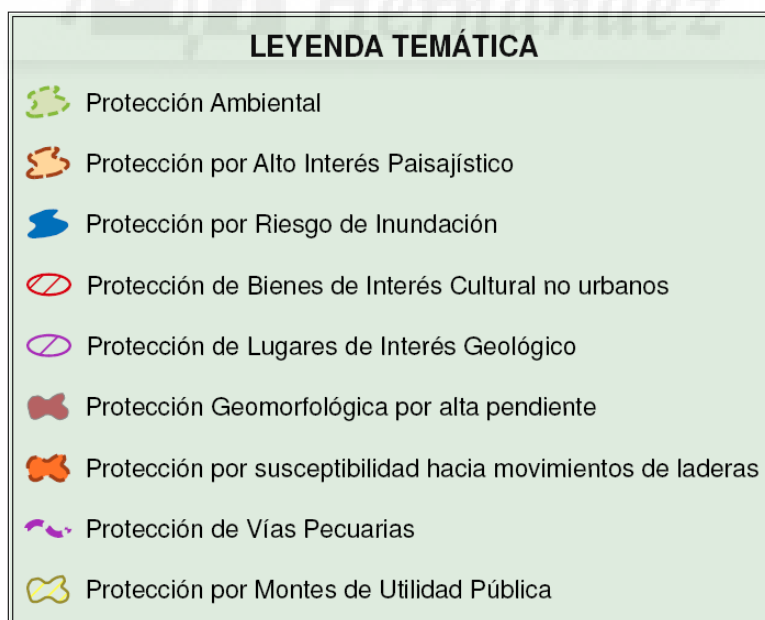 Hernández
LEYENDA TEMÁTICA
Protección Ambiental
Protección por Alto Interés Paisajístico
Protección por Riesgo de Inundación
Protección de Bienes de Interés Cultural no urbanos
Protección de Lugares de Interés Geológico
Protección Geomorfológica por alta pendiente
Protección por susceptibilidad hacia movimientos de laderas
Protección de Vías Pecuarias
Protección por Montes de Utilidad Pública